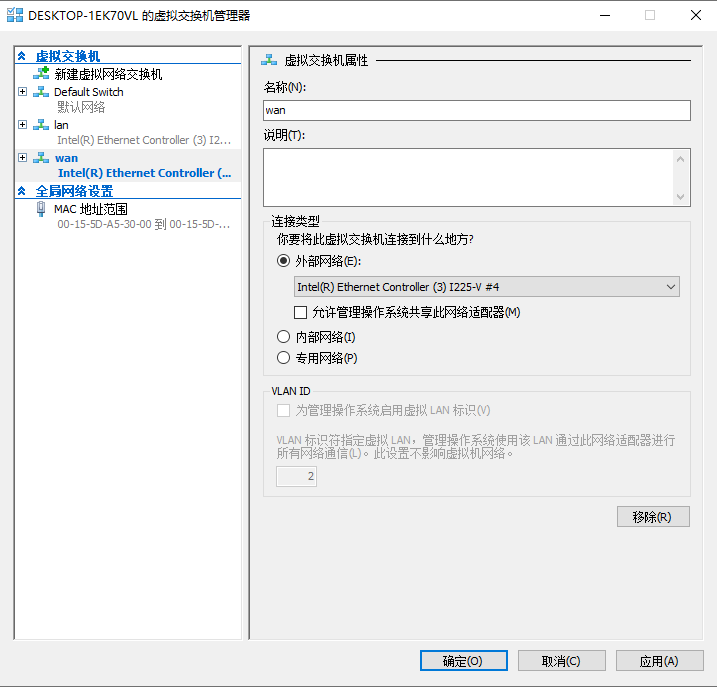 DESKTOP-1EK70VL 的虚拟交换机管理器
虚拟交换机
新建虚拟网络交换机
Default Switch
默认网络
lan
Intel(R) Ethernet Controller (3) I2...
wan
Intel(R) Ethernet Controller (...
全局网络设置
MAC 地址范围
00-15-5D-A5-30-00 到 00-15-5D-...
虚拟交换机属性
名称(N):
wan
说明(T):
连接类型
你要将此虚拟交换机连接到什么地方?
外部网络(E):
Intel(R) Ethernet Controller (3) I225-V #4
允许管理操作系统共享此网络适配器(M)
内部网络(I)
专用网络(P)
VLAN ID
为管理操作系统启用虚拟 LAN 标识(V)
VLAN 标识符指定虚拟 LAN，管理操作系统使用该 LAN 通过此网络适配器进行
所有网络通信(L)。此设置不影响虚拟机网络。
2
移除(R)
确定(O)
取消(C)
应用(A)